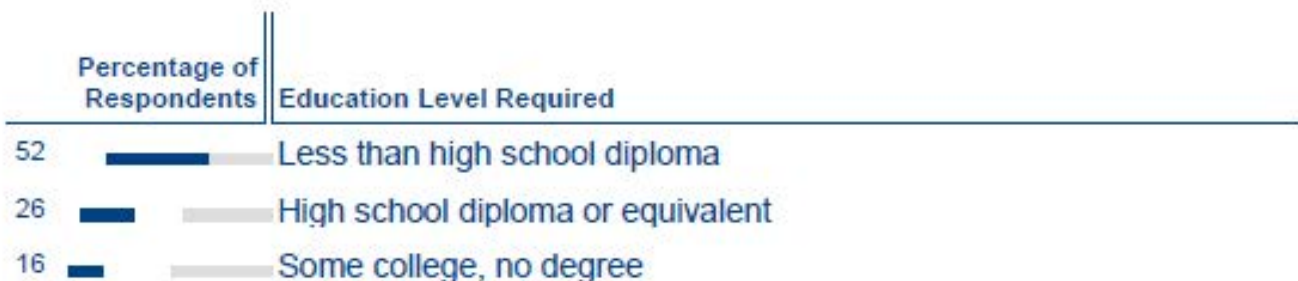 Percentage of
Respondents Education Level Required
52 Less than high school diploma
26 High school diploma or equivalent
16 Some college, no degree